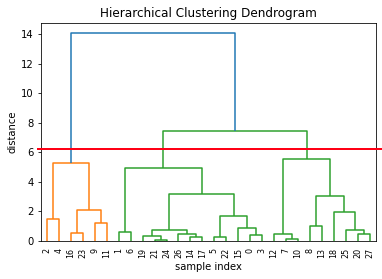 Hierarchical Clustering Dendrogram
14
12
10
8
6
4
2
0
distance
2 4 16 23 9 11 1 6 19 21 24 26 14 17 5 22 15 0 3 12 7 10 8 13 18 25 20 27
sample index